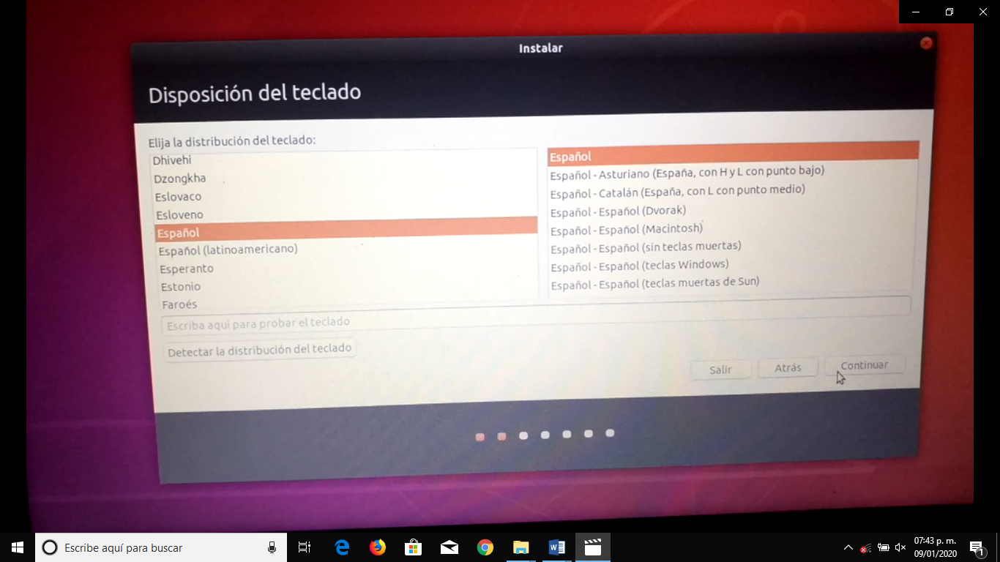 Instalar
Disposición del teclado
Elija la distribución del teclado:
Dhivehi
Dzongkha
Eslovaco
Esloveno
Español
Español (latinoamericano)
Esperanto
Estonio
Faroés
Español
Español - Asturiano (España, con H y L con punto bajo)
Español - Catalán (España, con L con punto medio)
Español - Español (Dvorak)
Español - Español (Macintosh)
Español - Español (sin teclas muertas)
Español - Español (teclas Windows)
Español - Español (teclas muertas de Sun)
Escriba aquí para probar el teclado
Detectar la distribución del teclado
Salir
Atrás
Continuar
Escribe aquí para buscar
07:43 p. m.
09/01/2020
1